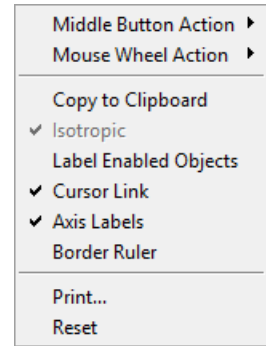 Middle Button Action
Mouse Wheel Action
Copy to Clipboard
Isotropic
Label Enabled Objects
Cursor Link
Axis Labels
Border Ruler
Print...
Reset